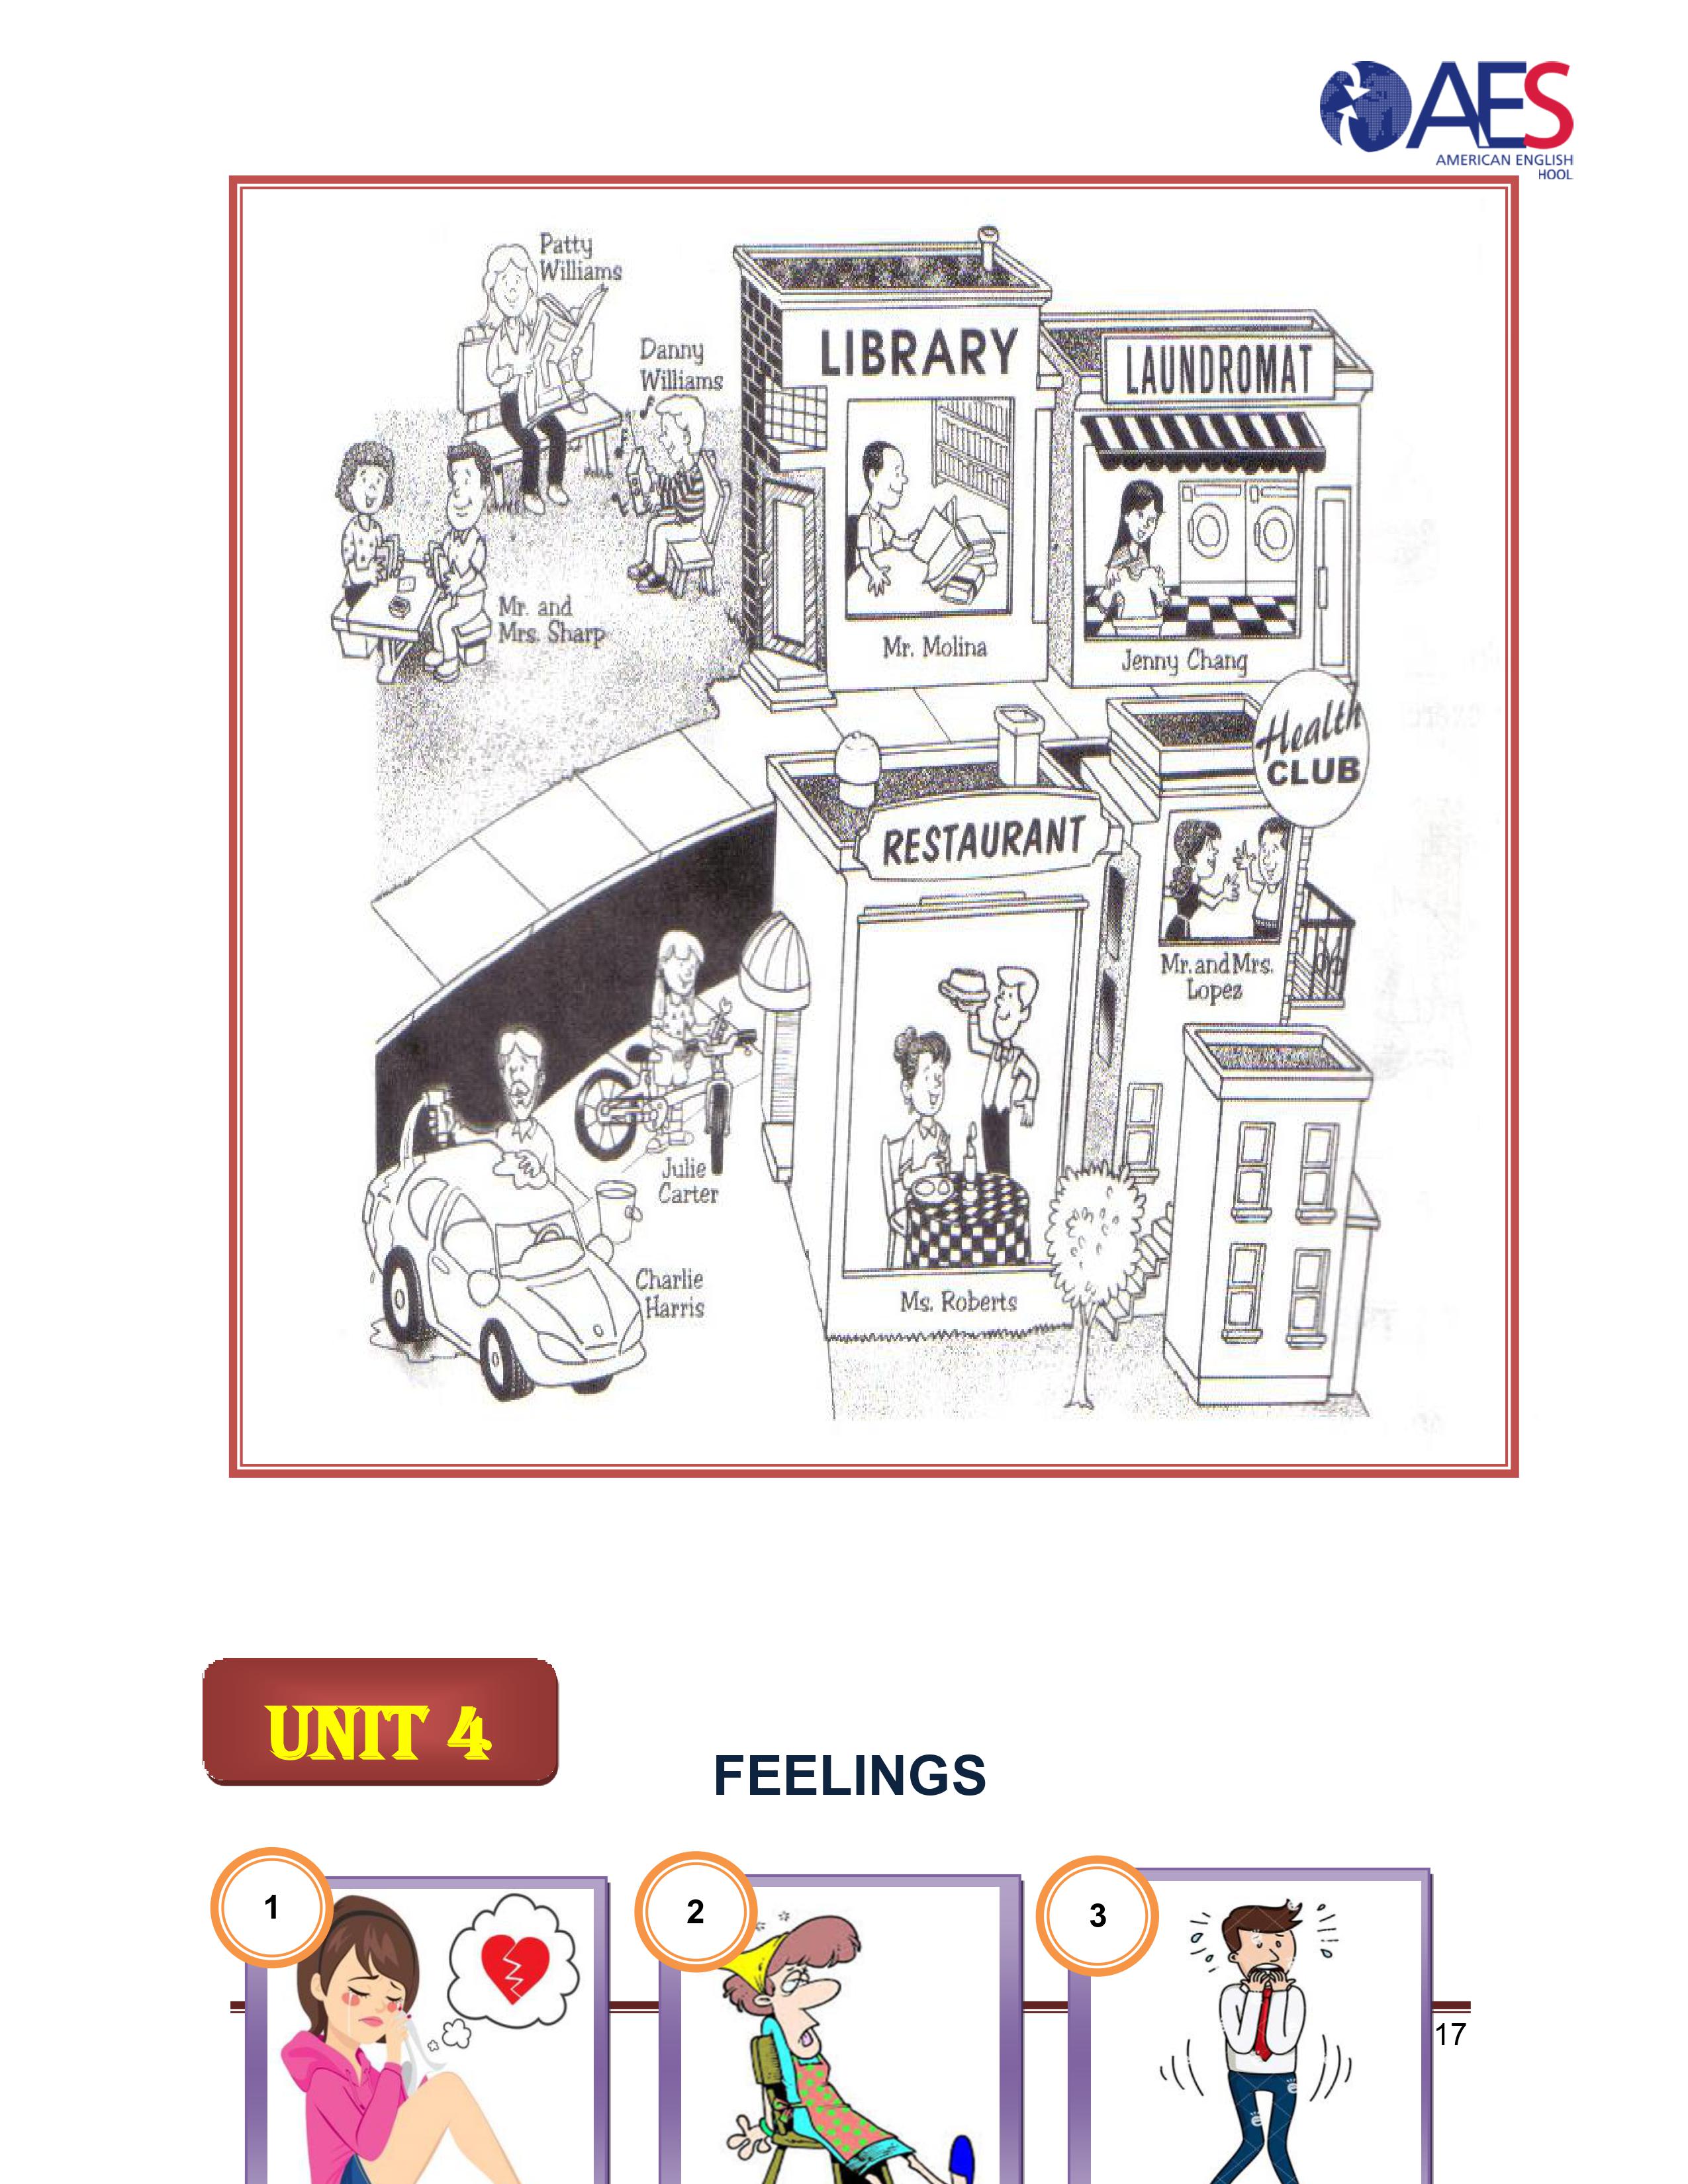 AES
AMERICAN ENGLISH
HOOL
Patty
Williams
Danny
Williams
Mr. and
Mrs. Sharp
LIBRARY
Mr. Molina
LAUNDROMAT
Jenny Chang
Health
CLUB
RESTAURANT
Mr. and Mrs.
Lopez
Julie
Carter
Charlie
Harris
Ms. Roberts
UNIT 4
FEELINGS
1
2
3
17